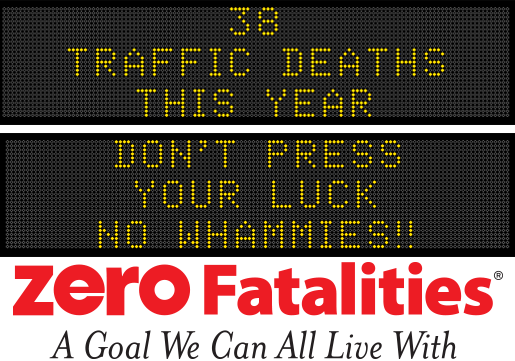 38
TRAFFIC DEATHS
THIS YEAR
DON'T PRESS
YOUR LUCK
NO WHAMMIES!!
zero Fatalities®
A Goal We Can All Live With